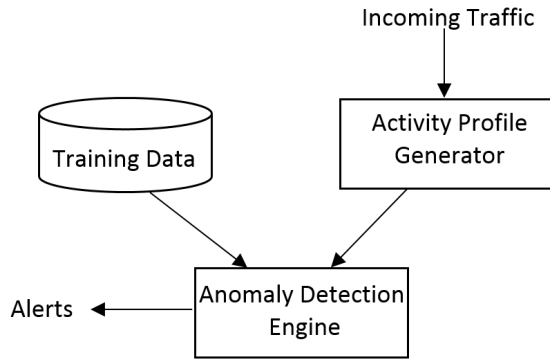 Incoming Traffic
Activity Profile
Generator
Training Data
Anomaly Detection
Engine
Alerts